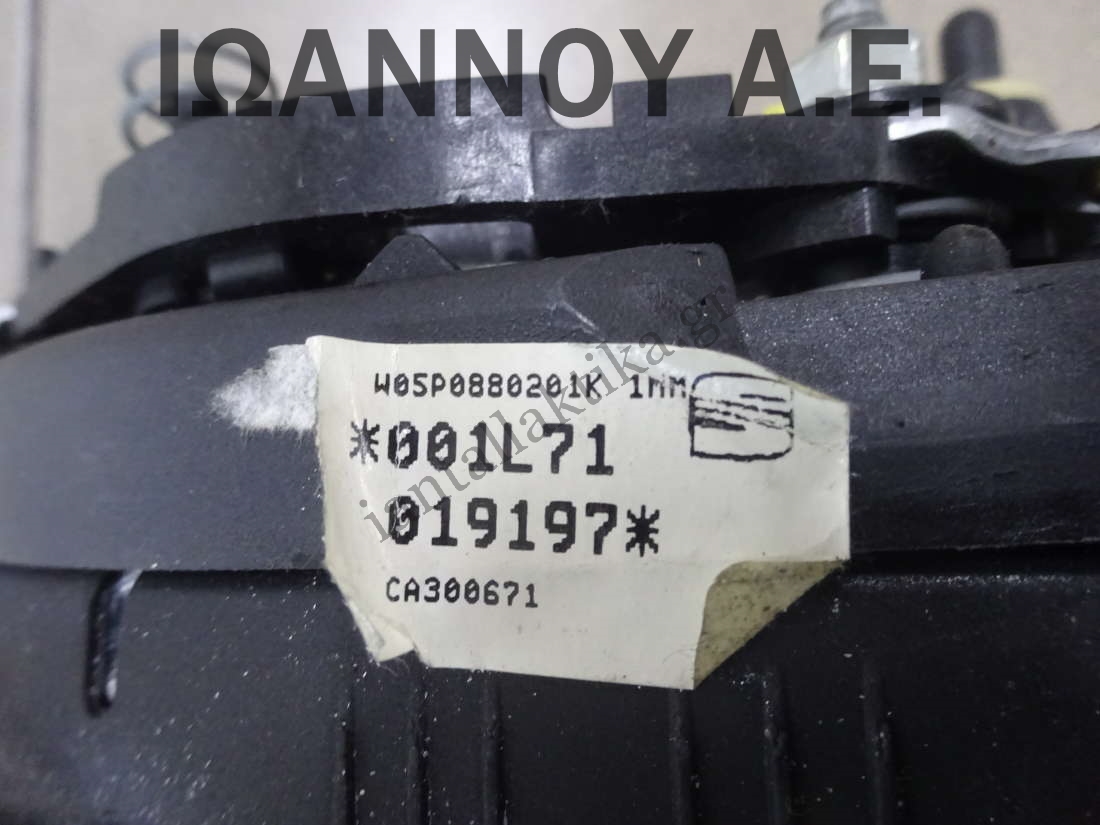 ΙΩΑΝΝΟΥ Α.Ε.
W05P0880201K 1MM
*001L71
019197*
CA300671
iantallaktika.gr